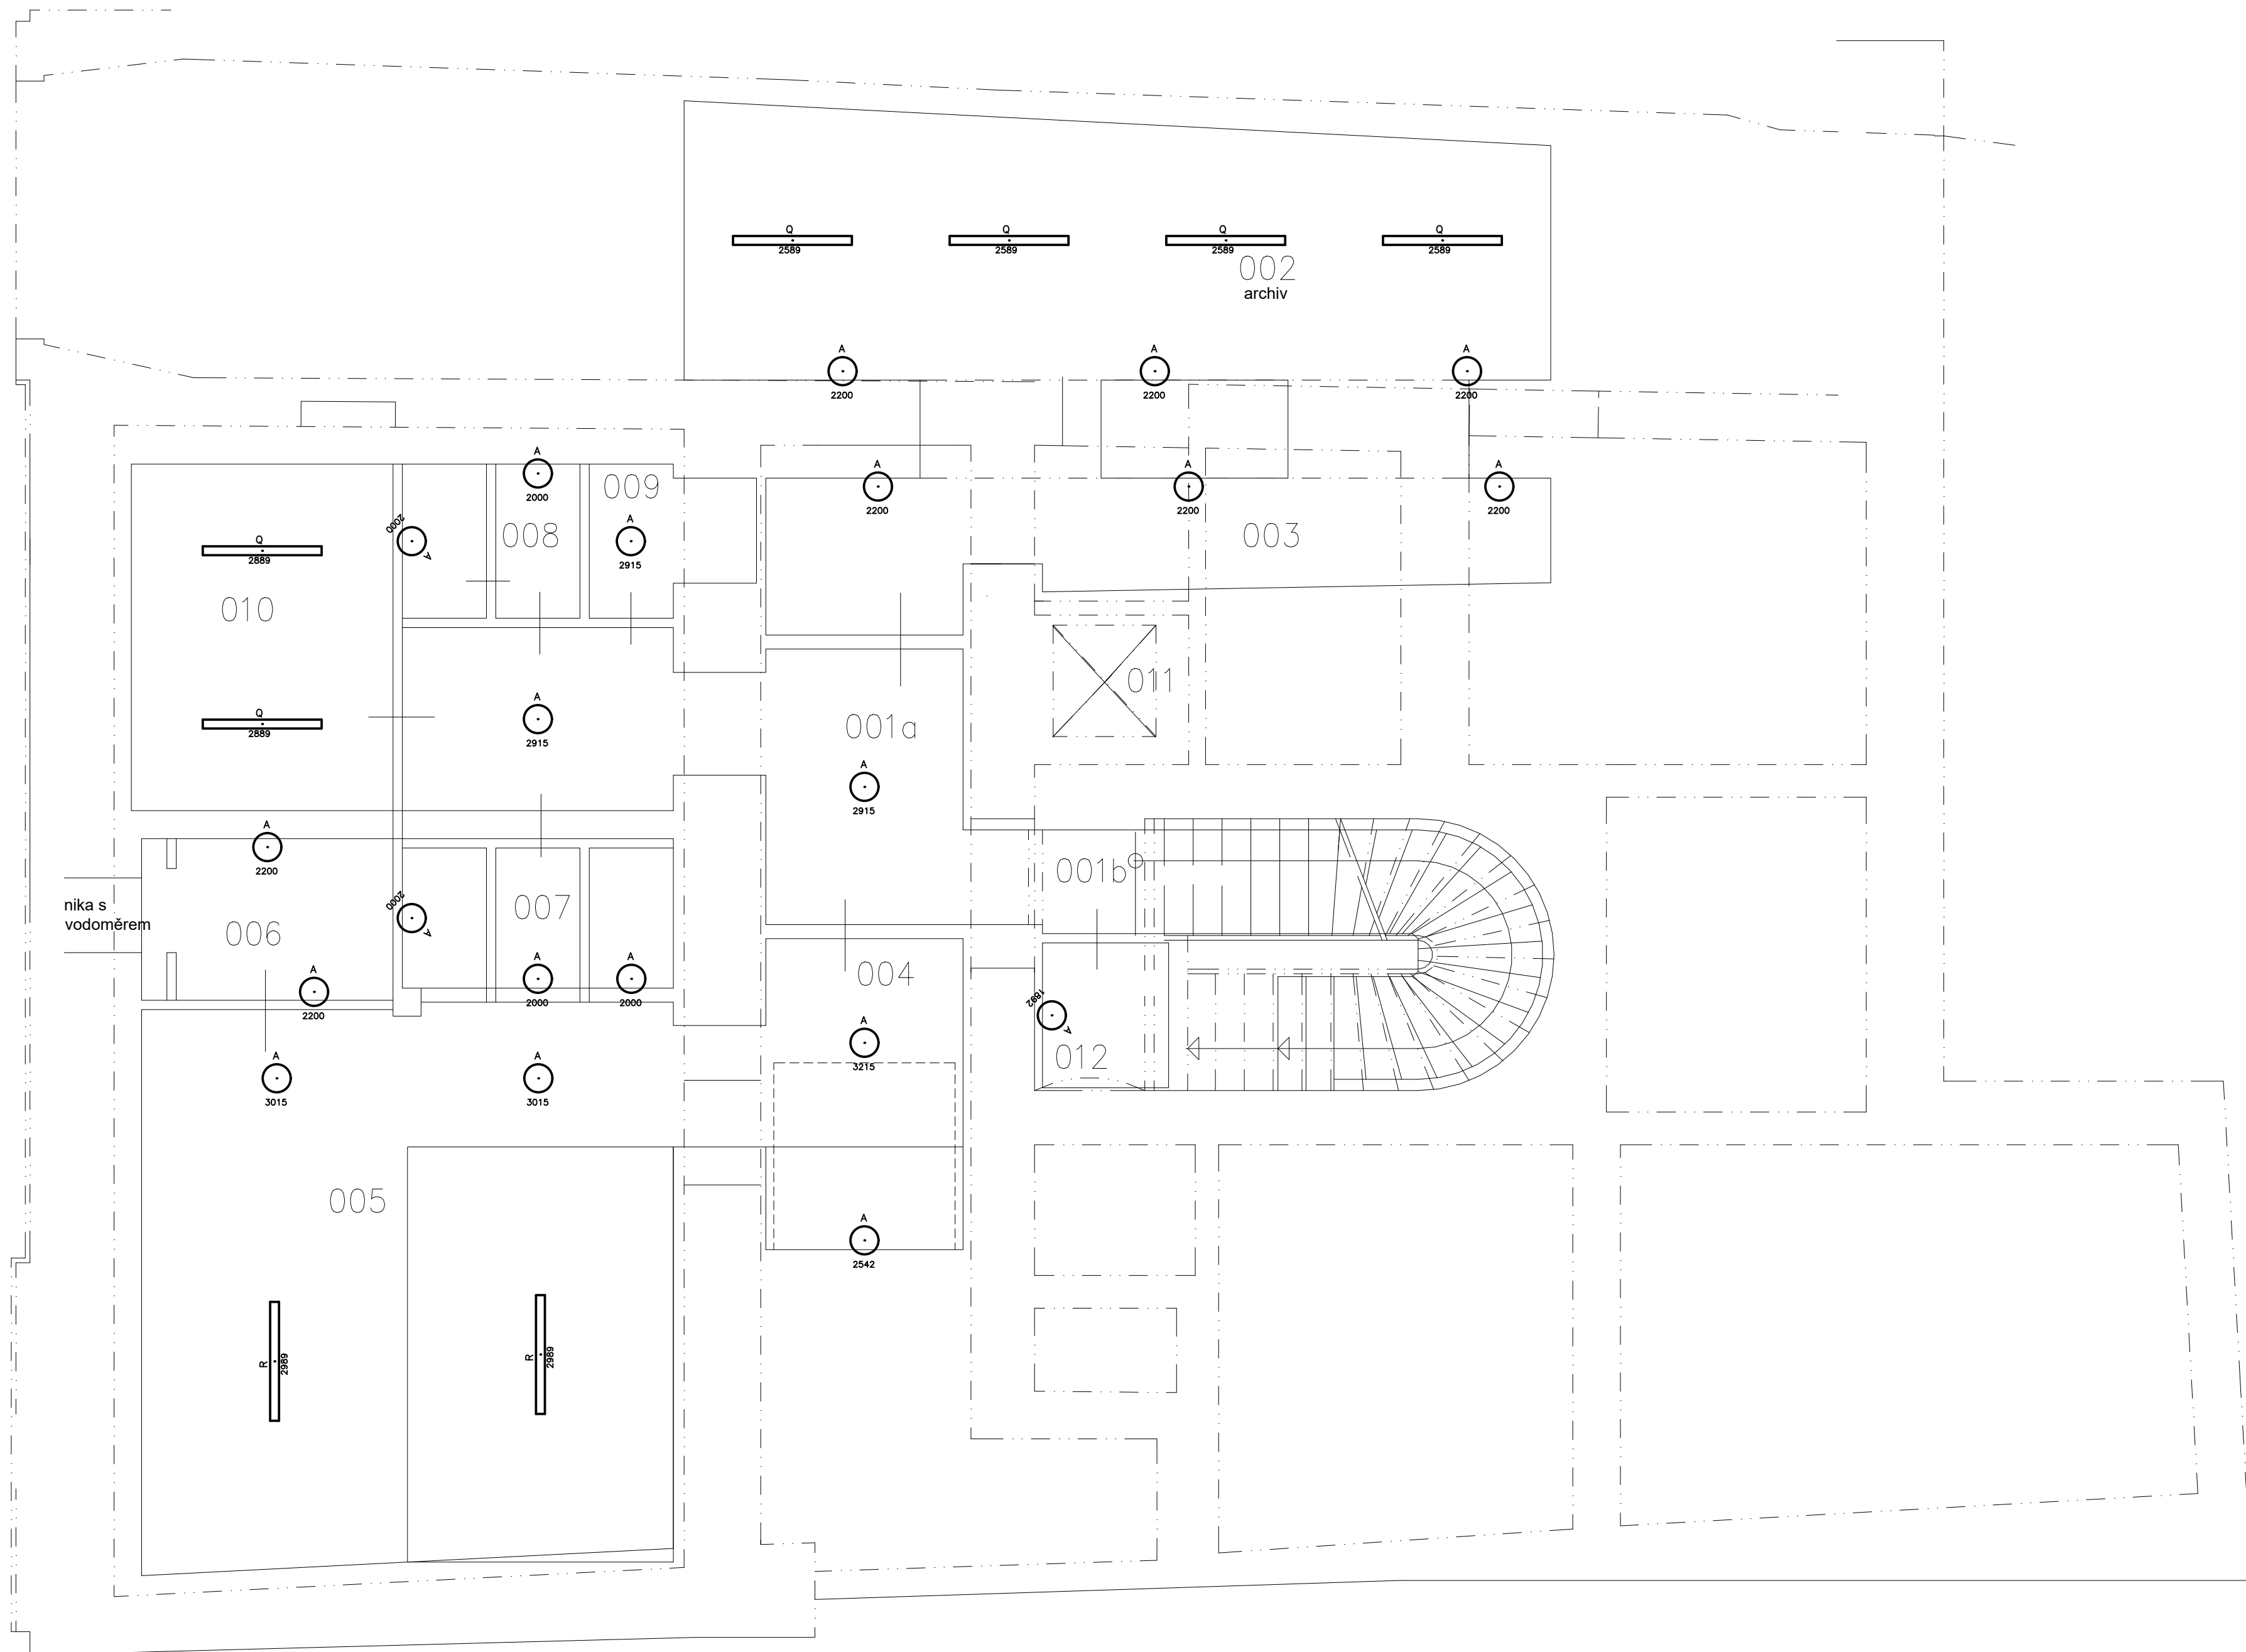 Q
Q
Q
Q
2589
2589
2589
2589
002
archiv
A
A
A
2200
2200
2200
A
A
A
A
2000
2200
2200
2200
009
2000
A
008
A
2915
003
Q
2889
010
011
A
2915
Q
2889
001a
A
2915
A
2200
001b
nika s
vodoměrem
006
2000
A
007
A
2200
A
2000
A
2000
004
1892
A
012
A
3215
A
3015
A
3015
005
A
2542
R
2989
R
2989